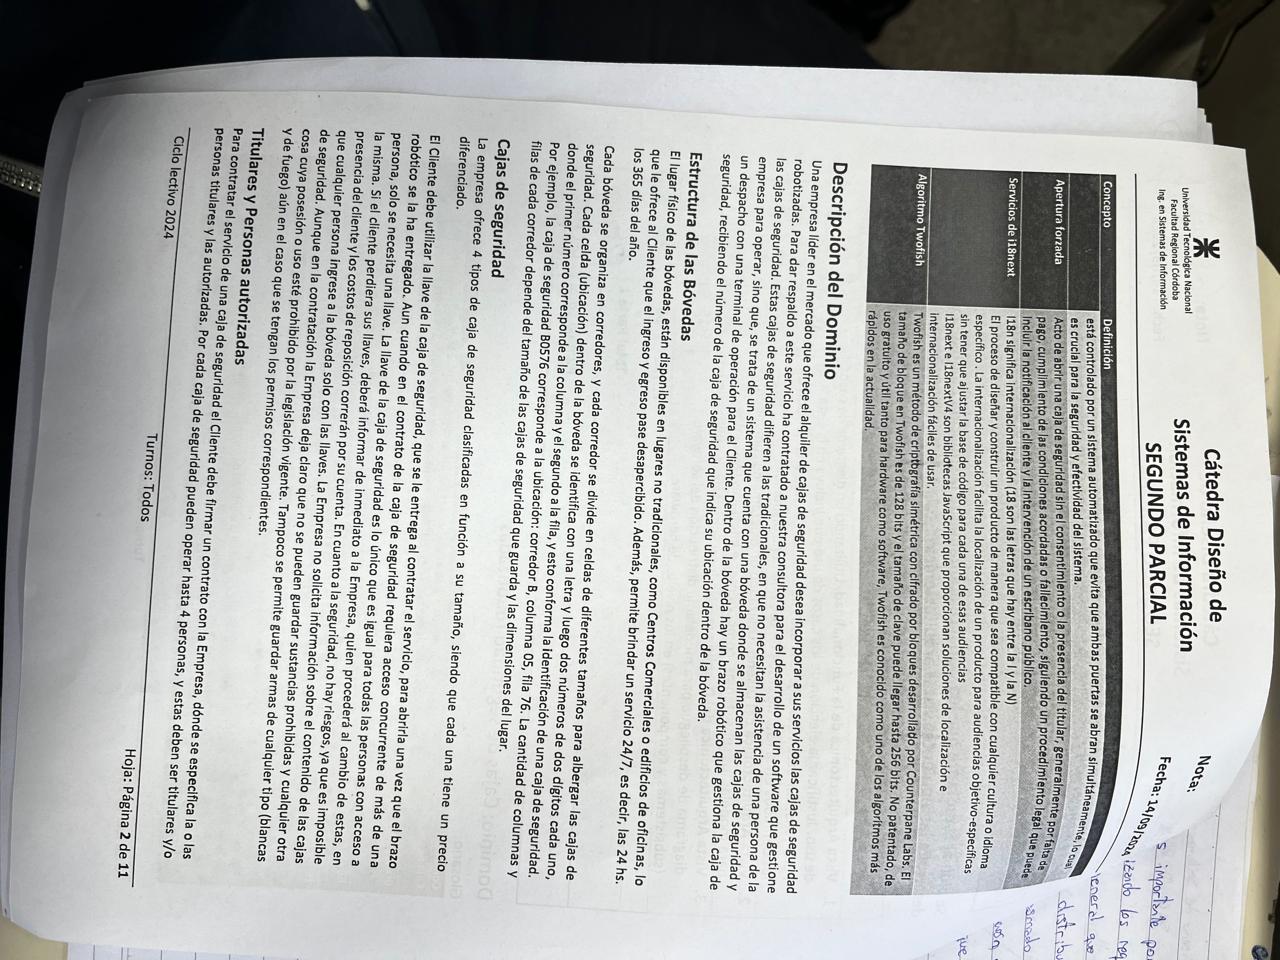 Universidad Tecnológica Nacional
Facultad Regional Córdoba
Ing. en Sistemas de Información
Cátedra Diseño de
Sistemas de Información
SEGUNDO PARCIAL
Nota:
Fecha: 14/09/2024
Concepto
Definición
está controlado por un sistema automatizado que evita que ambas puertas se abran simultáneamente, lo cual
es crucial para la seguridad y efectividad del sistema.
Apertura forzada
Acto de abrir una caja de seguridad sin el consentimiento o la presencia del titular, generalmente por falta de
pago, cumplimiento de las condiciones acordadas o fallecimiento, siguiendo un procedimiento legal que puede
incluir la notificación al cliente y la intervención de un escribano público.
Servicios de i18next
I18n significa internacionalización (18 son las letras que hay entre la I y la N)
El proceso de diseñar y construir un producto de manera que sea compatible con cualquier cultura o idioma
específico . La internacionalización facilita la localización de un producto para audiencias objetivo-específicas
sin tener que ajustar la base de código para cada una de esas audiencias
I18next e I18nextV4 son bibliotecas JavaScript que proporcionan soluciones de localización e
internacionalización fáciles de usar.
Algoritmo Twofish
Twofish es un método de criptografía simétrica con cifrado por bloques desarrollado por Counterpane Labs. El
tamaño de bloque en Twofish es de 128 bits y el tamaño de clave puede llegar hasta 256 bits. No patentado, de
uso gratuito y útil tanto para hardware como software, Twofish es conocido como uno de los algoritmos más
rápidos en la actualidad.
Descripción del Dominio
Una empresa líder en el mercado que ofrece el alquiler de cajas de seguridad desea incorporar a sus servicios las cajas de seguridad
robotizadas. Para dar respaldo a este servicio ha contratado a nuestra consultora para el desarrollo de un software que gestione
las cajas de seguridad. Estas cajas de seguridad difieren a las tradicionales, en que no necesitan la asistencia de una persona de la
empresa para operar, sino que, se trata de un sistema que cuenta con una bóveda donde se almacenan las cajas de seguridad y
un despacho con una terminal de operación para el Cliente. Dentro de la bóveda hay un brazo robótico que gestiona la caja de
seguridad, recibiendo el número de la caja de seguridad que indica su ubicación dentro de la bóveda.
Estructura de las Bóvedas
El lugar físico de las bóvedas, están disponibles en lugares no tradicionales, como Centros Comerciales o edificios de oficinas, lo
que le ofrece al Cliente que el ingreso y egreso pase desapercibido. Además, permite brindar un servicio 24/7, es decir, las 24 hs.
los 365 días del año.
Cada bóveda se organiza en corredores, y cada corredor se divide en celdas de diferentes tamaños para albergar las cajas de
seguridad. Cada celda (ubicación) dentro de la bóveda se identifica con una letra y luego dos números de dos dígitos cada uno,
donde el primer número corresponde a la columna y el segundo a la fila, y esto conforma la identificación de una caja de seguridad.
Por ejemplo, la caja de seguridad B0576 corresponde a la ubicación: corredor B, columna 05, fila 76. La cantidad de columnas y
filas de cada corredor depende del tamaño de las cajas de seguridad que guarda y las dimensiones del lugar.
Cajas de seguridad
La empresa ofrece 4 tipos de caja de seguridad clasificadas en función a su tamaño, siendo que cada una tiene un precio
diferenciado.
El Cliente debe utilizar la llave de la caja de seguridad, que se le entrega al contratar el servicio, para abrirla una vez que el brazo
robótico se la ha entregado. Aun cuando en el contrato de la caja de seguridad requiera acceso concurrente de más de una
persona, solo se necesita una llave. La llave de la caja de seguridad es lo único que es igual para todas las personas con acceso a
la misma. Si el cliente perdiera sus llaves, deberá informar de inmediato a la Empresa, quien procederá al cambio de estas, en
presencia del cliente y los costos de reposición correrán por su cuenta. En cuanto a la seguridad, no hay riesgos, ya que es imposible
que cualquier persona ingrese a la bóveda solo con las llaves. La Empresa no solicita información sobre el contenido de las cajas
de seguridad. Aunque en la contratación la Empresa deja claro que no se pueden guardar sustancias prohibidas y cualquier otra
cosa cuya posesión o uso esté prohibido por la legislación vigente. Tampoco se permite guardar armas de cualquier tipo (blancas
y de fuego) aún en el caso que se tengan los permisos correspondientes.
Titulares y Personas autorizadas
Para contratar el servicio de una caja de seguridad el Cliente debe firmar un contrato con la Empresa, dónde se especifica la o las
personas titulares y las autorizadas. Por cada caja de seguridad pueden operar hasta 4 personas, y estas deben ser titulares y/o
Ciclo lectivo 2024
Turnos: Todos
Hoja: Página 2 de 11
s importante
los
general que